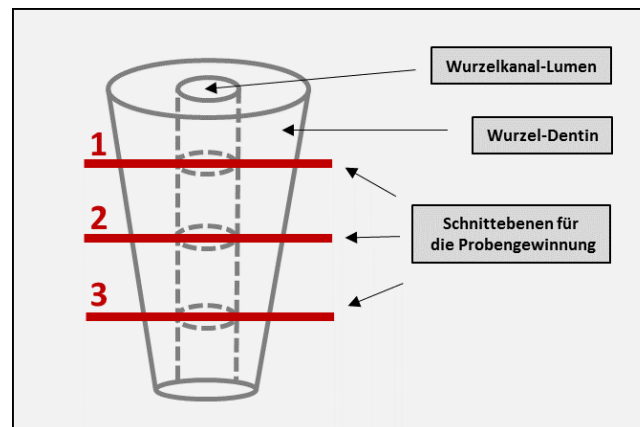 Wurzelkanal-Lumen
Wurzel-Dentin
1
2
3
Schnittebenen für
die Probengewinnung